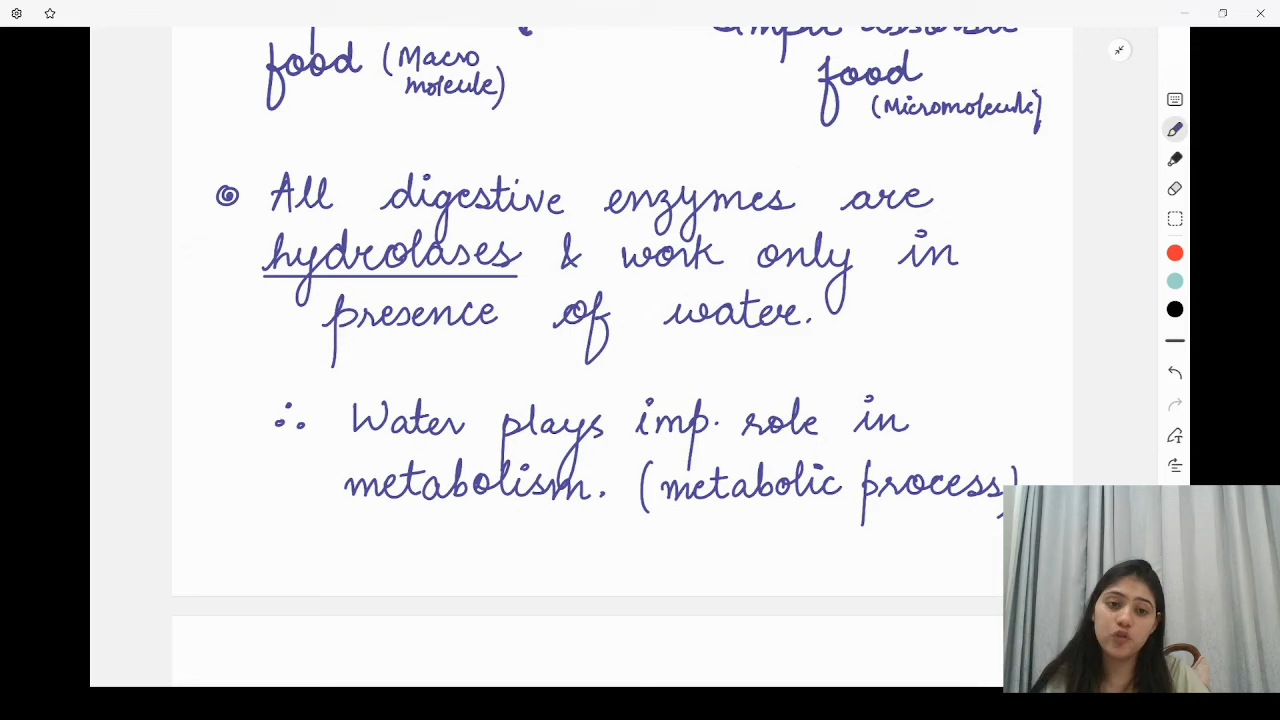 food (Macro
molecule)
food
(Micromolecule)
All digestive enzymes are
hydrolases & work only in
presence of water.
∴ Water plays imp. role in
metabolism. (metabolic process)